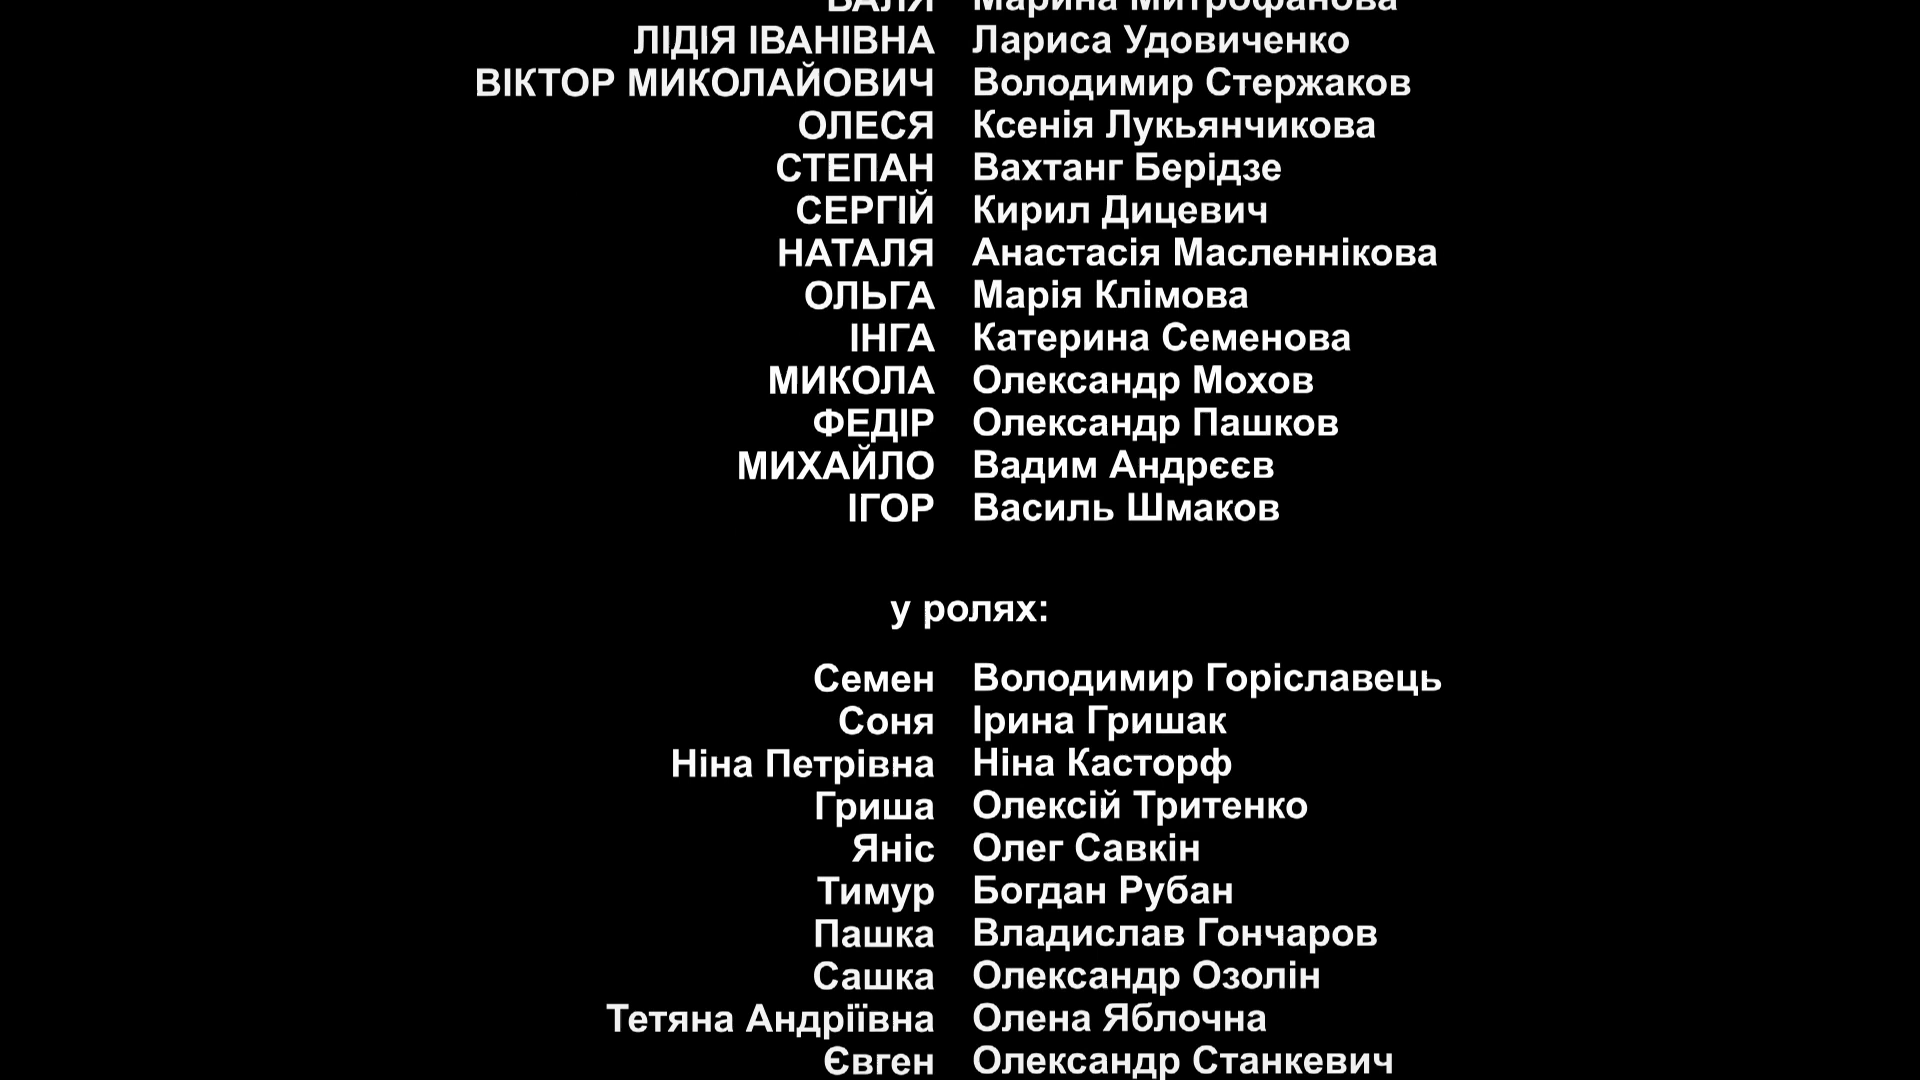 ВАЛЯ Марина Митрофанова
ЛІДІЯ ІВАНІВНА Лариса Удовиченко
ВІКТОР МИКОЛАЙОВИЧ Володимир Стержаков
ОЛЕСЯ Ксенія Лукьянчикова
СТЕПАН Вахтанг Берідзе
СЕРГІЙ Кирил Дицевич
НАТАЛЯ Анастасія Масленнікова
ОЛЬГА Марія Клімова
ІНГА Катерина Семенова
МИКОЛА Олександр Мохов
ФЕДІР Олександр Пашков
МИХАЙЛО Вадим Андрєєв
ІГОР Василь Шмаков
у ролях:
Семен Володимир Горіславець
Соня Ірина Гришак
Ніна Петрівна Ніна Касторф
Гриша Олексій Тритенко
Яніс Олег Савкін
Тимур Богдан Рубан
Пашка Владислав Гончаров
Сашка Олександр Озолін
Тетяна Андріївна Олена Яблочна
Євген Олександр Станкевич